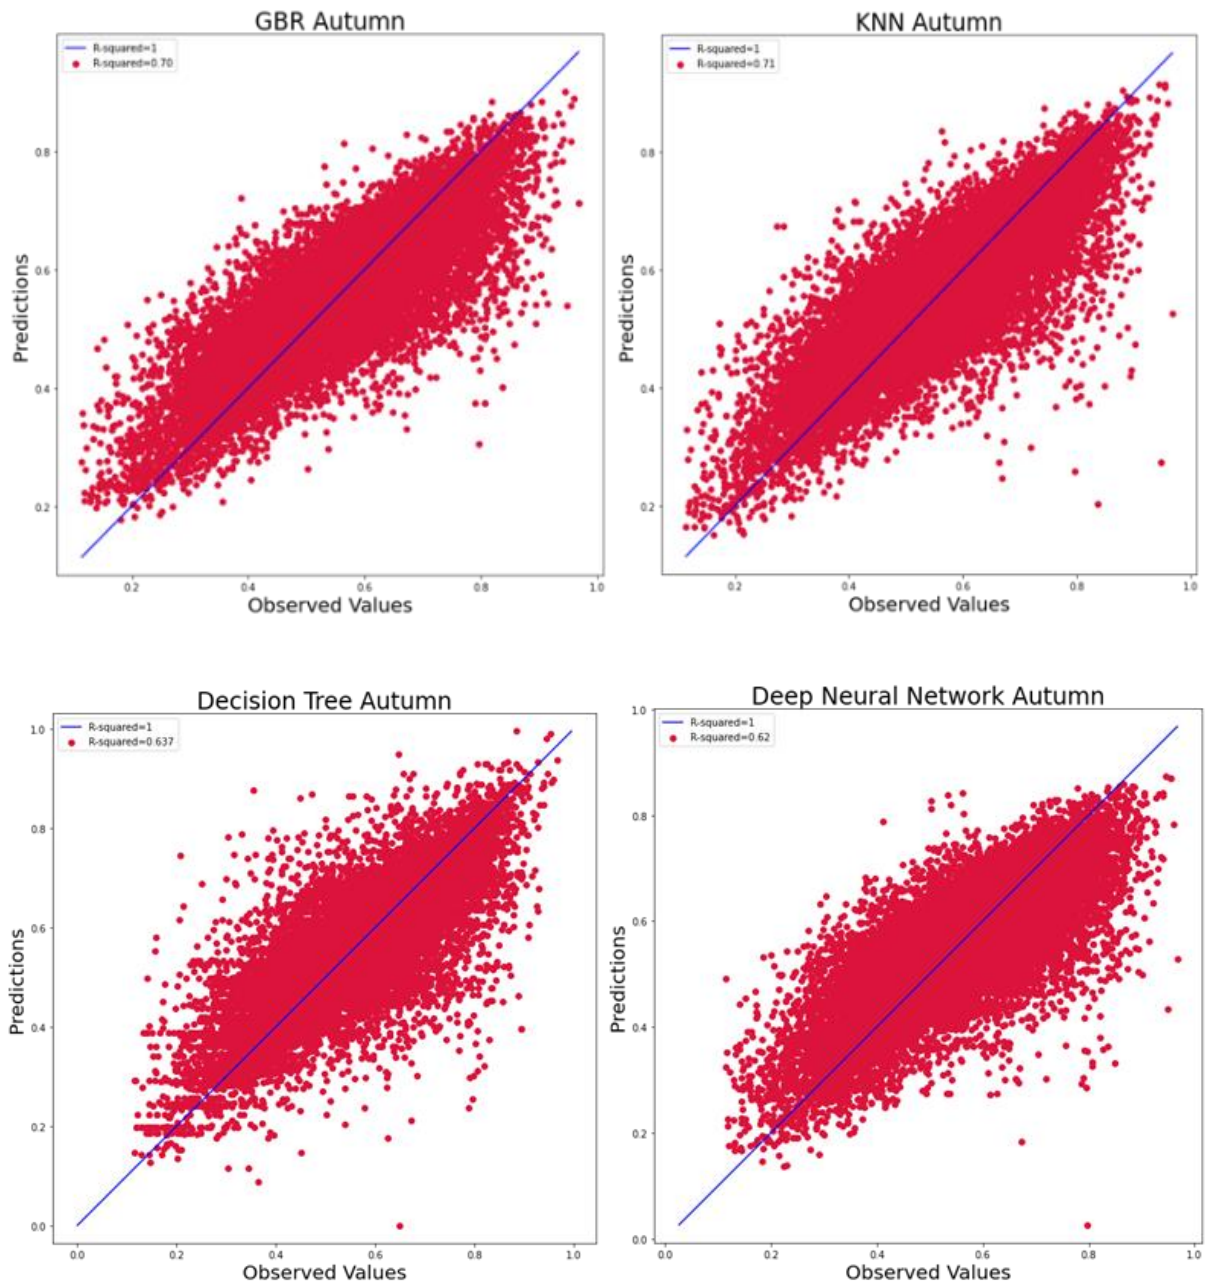 GBR Autumn
R-squared=1
R-squared=0.70
Predictions
0.8
0.6
0.4
0.2
0.2 0.4 0.6 0.8 1.0
Observed Values
KNN Autumn
R-squared=1
R-squared=0.71
Predictions
0.8
0.6
0.4
0.2
0.2 0.4 0.6 0.8 1.0
Observed Values
Decision Tree Autumn
R-squared=1
R-squared=0.637
Predictions
1.0
0.8
0.6
0.4
0.2
0.0
0.0 0.2 0.4 0.6 0.8 1.0
Observed Values
Deep Neural Network Autumn
R-squared=1
R-squared=0.62
Predictions
1.0
0.8
0.6
0.4
0.2
0.0
0.0 0.2 0.4 0.6 0.8 1.0
Observed Values